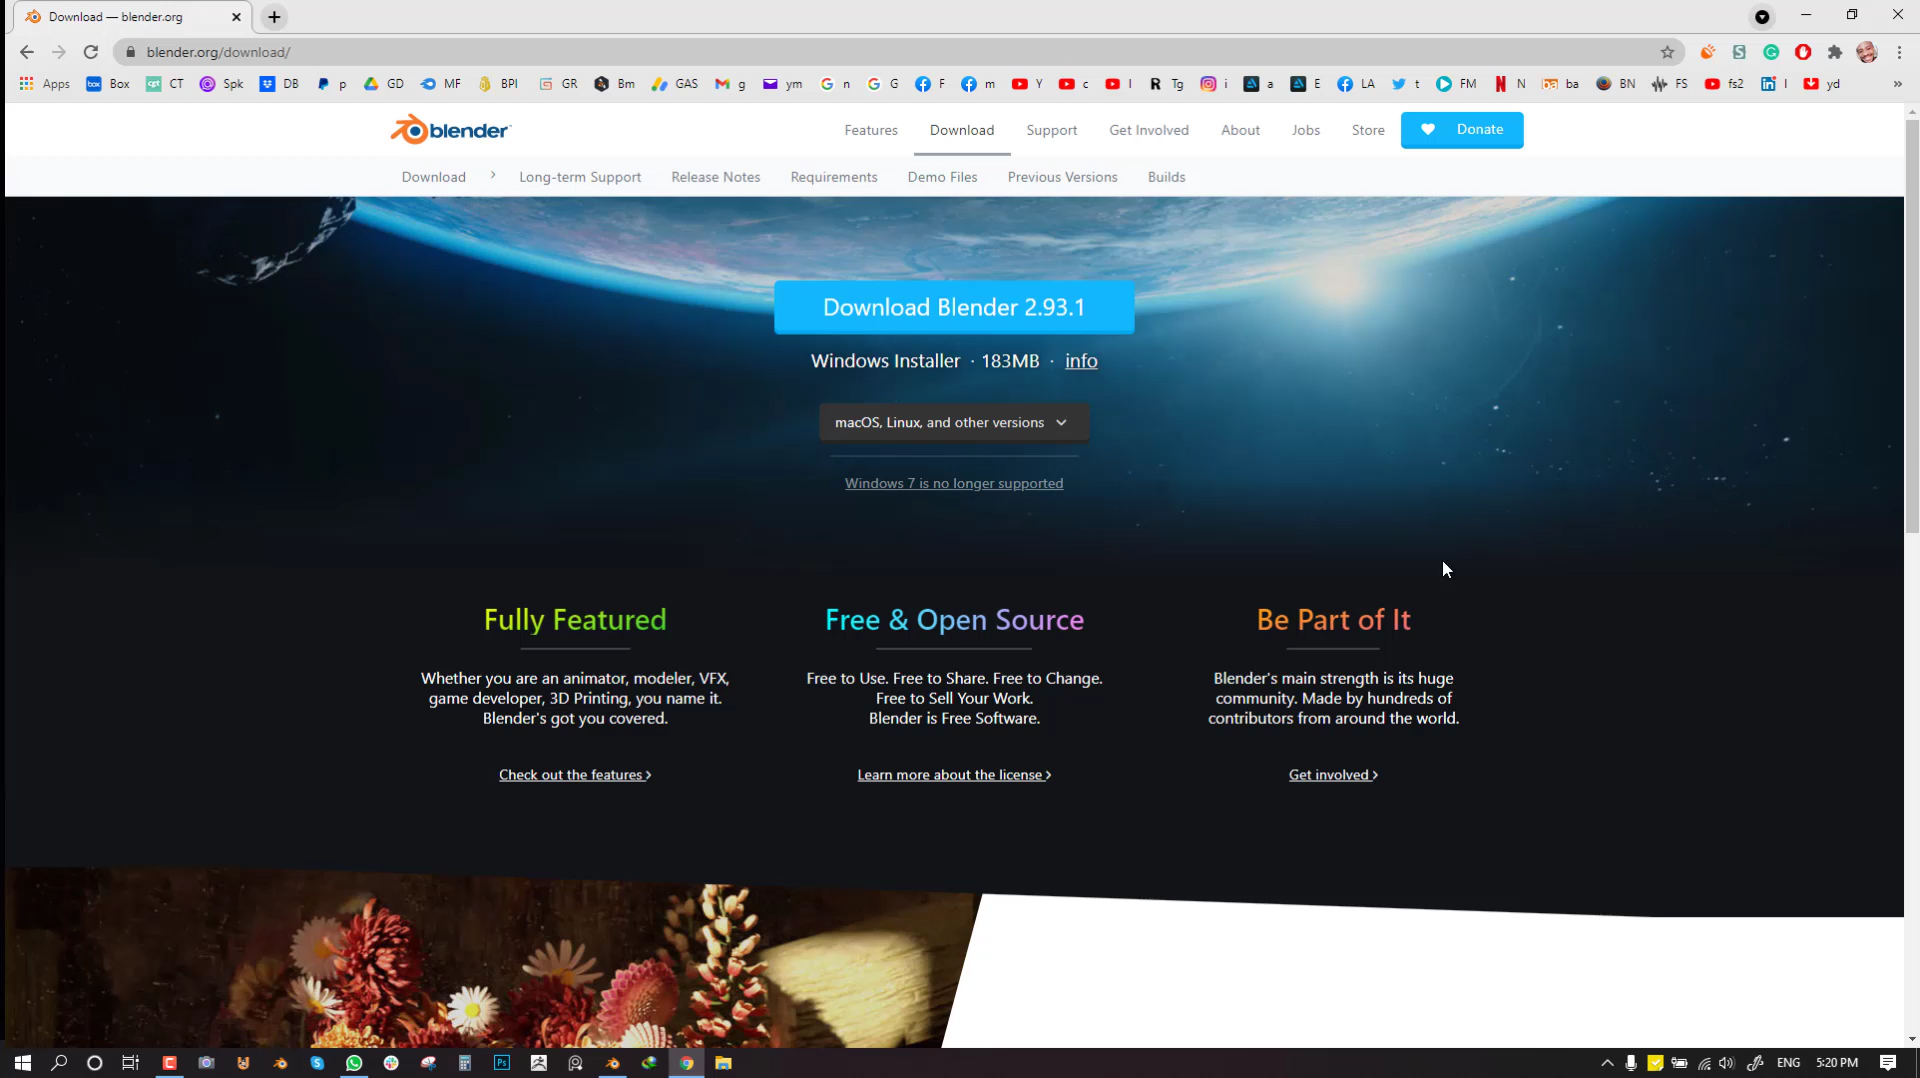 Download — blender.org
blender.org/download/
Apps Box CT Spk DB p GD MF BPI GR Bm GAS g ym n G F m Y c I Tg i a E LA t FM N ba BN FS fs2 l yd
blender
Features Download Support Get Involved About Jobs Store Donate
Download Long-term Support Release Notes Requirements Demo Files Previous Versions Builds
Download Blender 2.93.1
Windows Installer · 183MB · info
macOS, Linux, and other versions
Windows 7 is no longer supported
Fully Featured
Whether you are an animator, modeler, VFX,
game developer, 3D Printing, you name it.
Blender's got you covered.
Check out the features ›
Free & Open Source
Free to Use. Free to Share. Free to Change.
Free to Sell Your Work.
Blender is Free Software.
Learn more about the license ›
Be Part of It
Blender's main strength is its huge
community. Made by hundreds of
contributors from around the world.
Get involved ›
ENG 5:20 PM